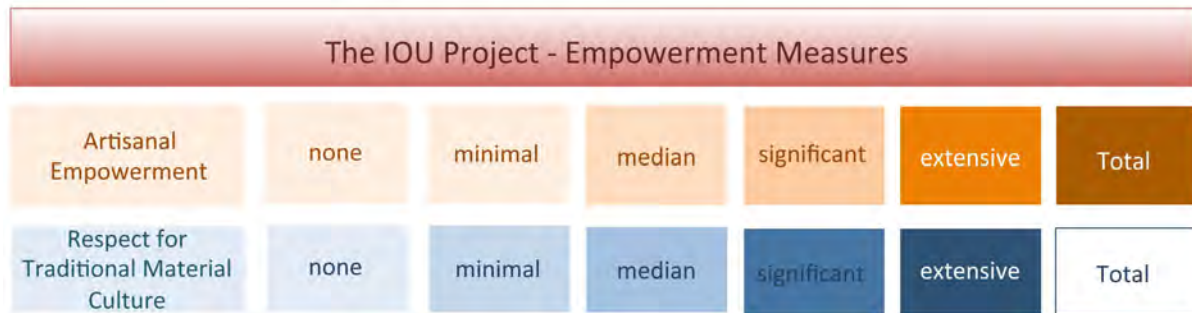 The IOU Project - Empowerment Measures
Artisanal
Empowerment
none
minimal
median
significant
extensive
Total
Respect for
Traditional Material
Culture
none
minimal
median
significant
extensive
Total